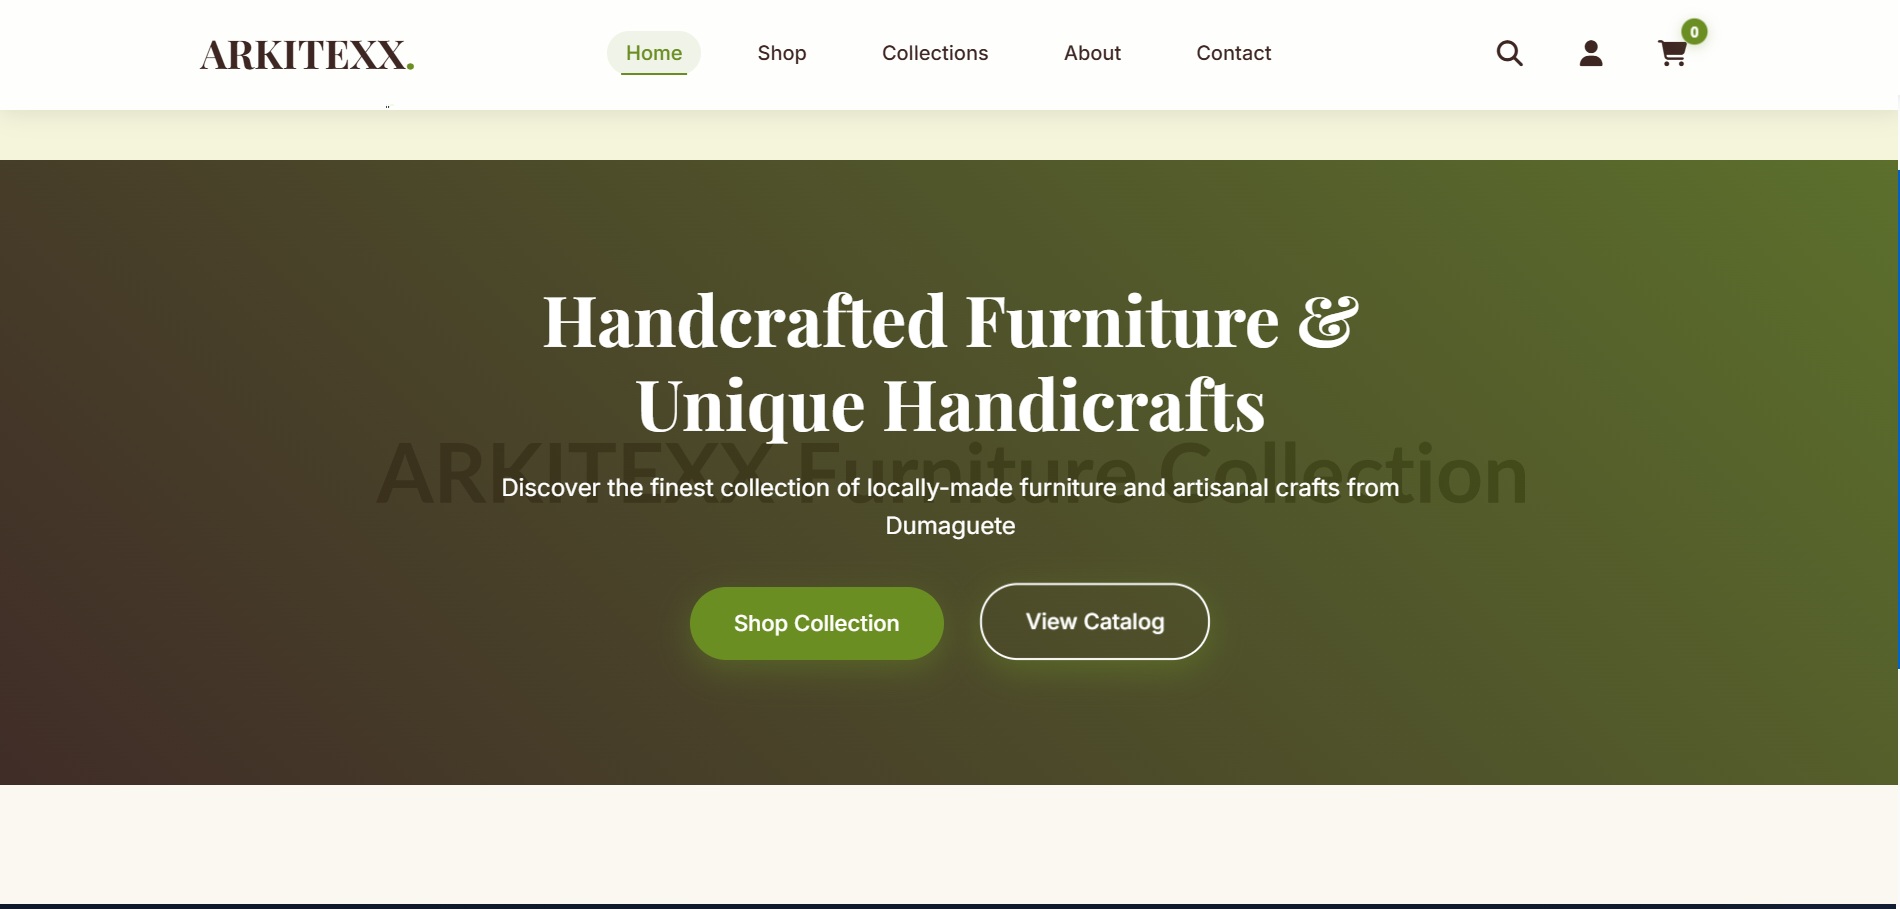 ARKITEXX.
Home
Shop
Collections
About
Contact
0
Handcrafted Furniture &
Unique Handicrafts
ARKITEXX Furniture Collection
Discover the finest collection of locally-made furniture and artisanal crafts from
Dumaguete
Shop Collection
View Catalog